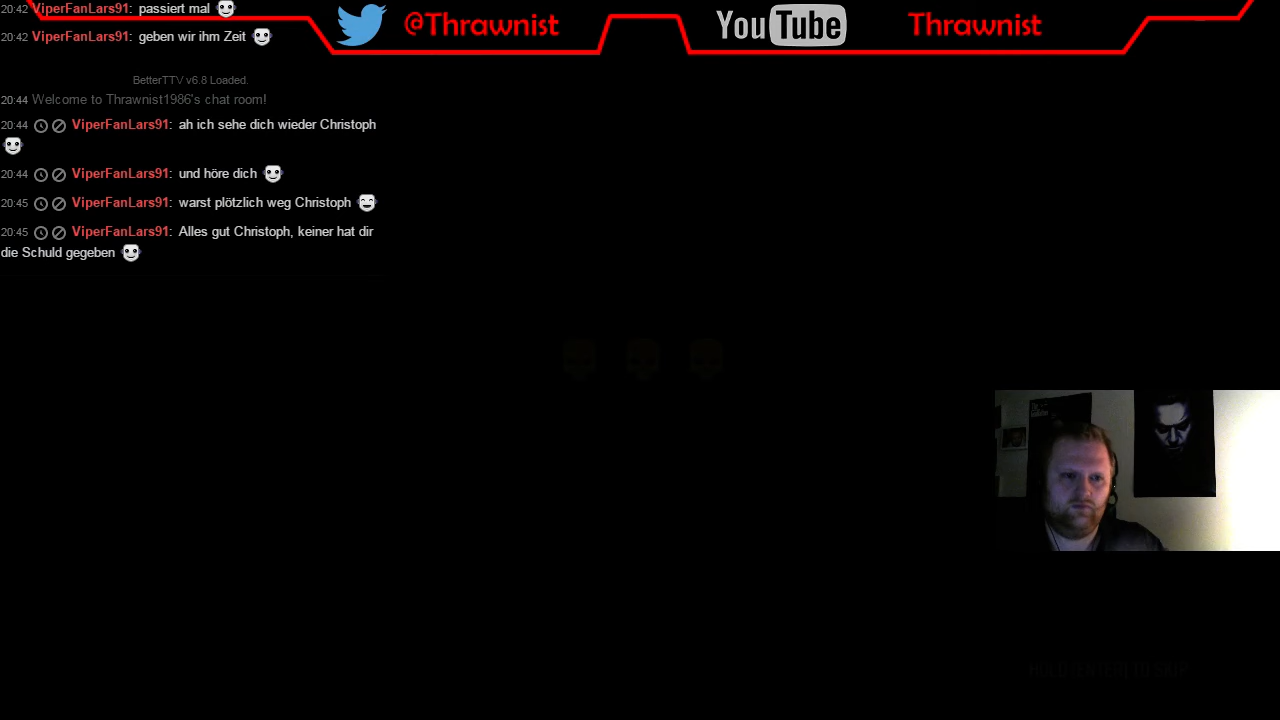 20:42 ViperFanLars91: passiert mal
20:42 ViperFanLars91: geben wir ihm Zeit
@Thrawnist
YouTube
Thrawnist
BetterTTV v6.8 Loaded.
20:44 Welcome to Thrawnist1986's chat room!
20:44 ViperFanLars91: ah ich sehe dich wieder Christoph
20:44 ViperFanLars91: und höre dich
20:45 ViperFanLars91: warst plötzlich weg Christoph
20:45 ViperFanLars91: Alles gut Christoph, keiner hat dir
die Schuld gegeben